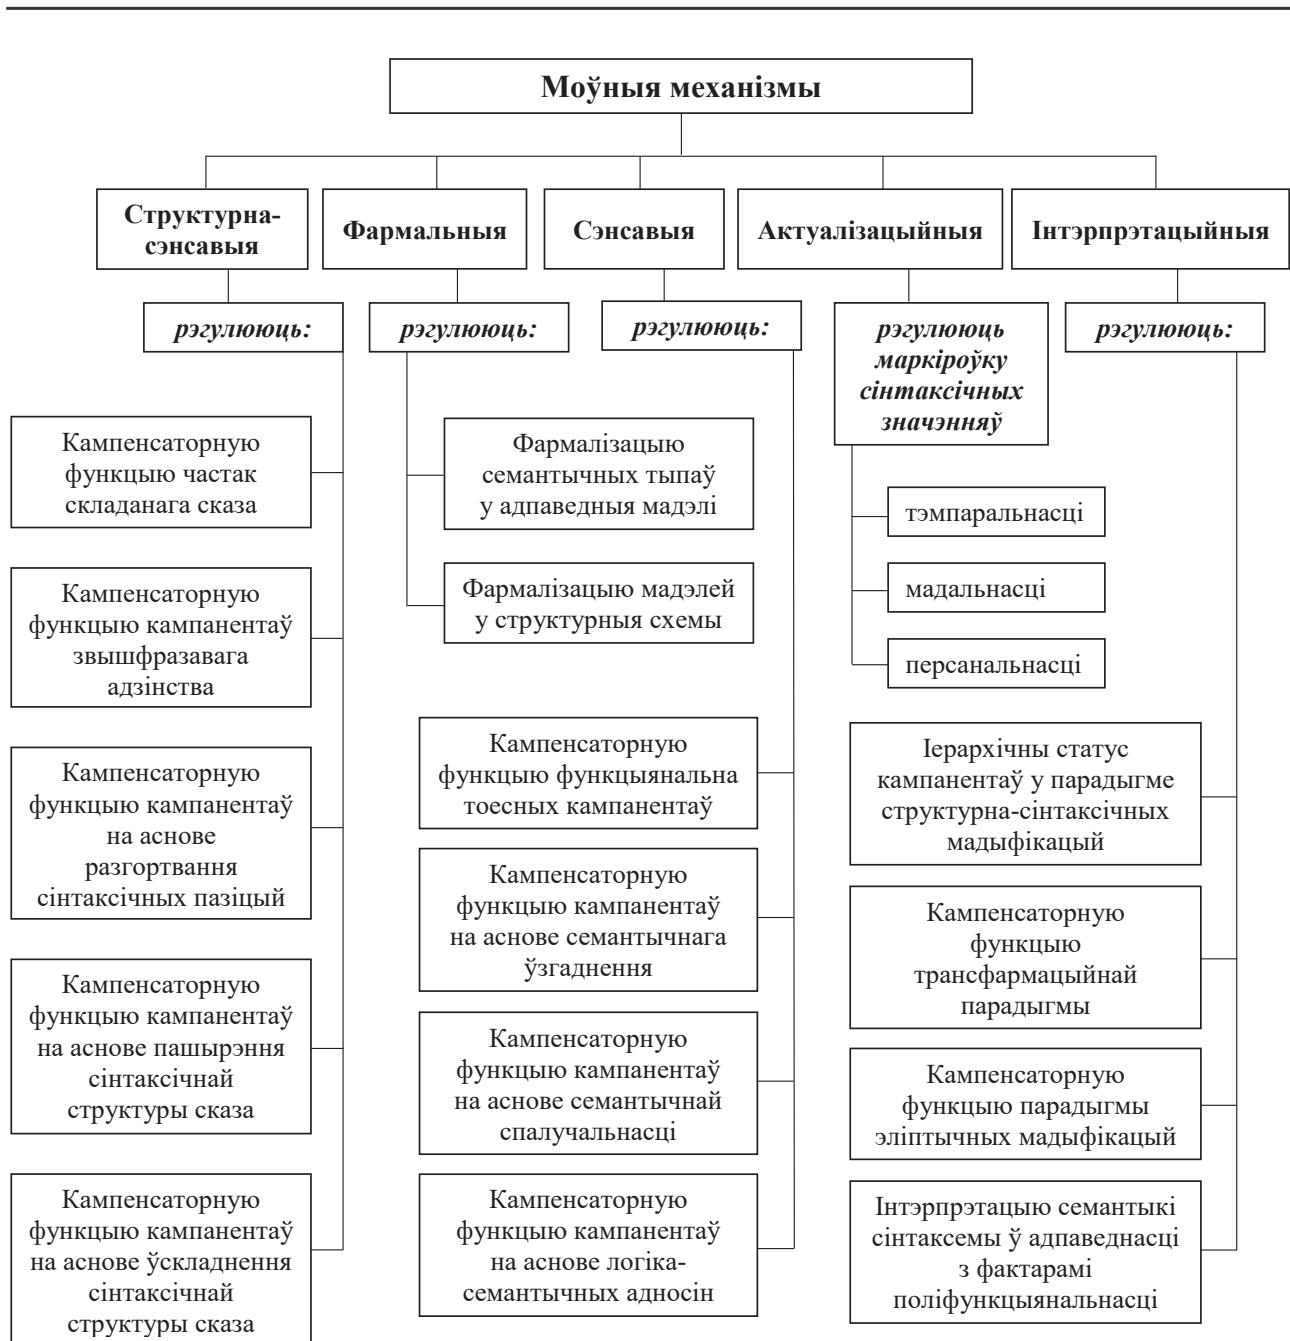 Моўныя механізмы
Структурна-
сэнсавыя
Фармальныя
Сэнсавыя
Актуалізацыйныя
Інтэрпрэтацыйныя
рэгулююць:
рэгулююць:
рэгулююць:
рэгулююць
маркіроўку
сінтаксічных
значэнняў
рэгулююць:
Кампенсаторную
функцыю частак
складанага сказа
Кампенсаторную
функцыю кампанентаў
звышфразавага
адзінства
Кампенсаторную
функцыю кампанентаў
на аснове
разгортвання
сінтаксічных пазіцый
Кампенсаторную
функцыю кампанентаў
на аснове пашырэння
сінтаксічнай
структуры сказа
Кампенсаторную
функцыю кампанентаў
на аснове ўскладнення
сінтаксічнай
структуры сказа
Фармалізацыю
семантычных тыпаў
у адпаведныя мадэлі
Фармалізацыю мадэлей
у структурныя схемы
Кампенсаторную
функцыю функцыянальна
тоесных кампанентаў
Кампенсаторную
функцыю кампанентаў
на аснове семантычнага
ўзгаднення
Кампенсаторную
функцыю кампанентаў
на аснове семантычнай
спалучальнасці
Кампенсаторную
функцыю кампанентаў
на аснове логіка-
семантычных адносін
тэмпаральнасці
мадальнасці
персанальнасці
Іерархічны статус
кампанентаў у парадыгме
структурна-сінтаксічных
мадыфікацый
Кампенсаторную
функцыю
трансфармацыйнай
парадыгмы
Кампенсаторную
функцыю парадыгмы
эліптычных мадыфікацый
Інтэрпрэтацыю семантыкі
сінтаксемы ў адпаведнасці
з фактарамі
поліфункцыянальнасці